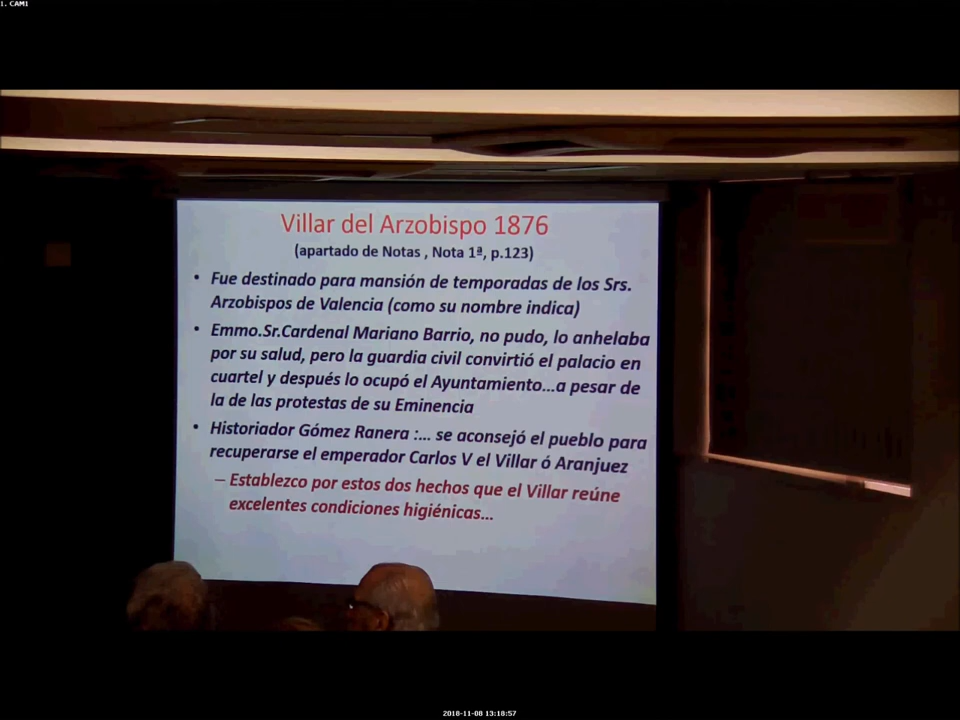 1. CAM1
Villar del Arzobispo 1876
(apartado de Notas , Nota 1ª, p.123)
• Fue destinado para mansión de temporadas de los Srs.
Arzobispos de Valencia (como su nombre indica)
• Emmo.Sr.Cardenal Mariano Barrio, no pudo, lo anhelaba
por su salud, pero la guardia civil convirtió el palacio en
cuartel y después lo ocupó el Ayuntamiento...a pesar de
la de las protestas de su Eminencia
• Historiador Gómez Ranera :... se aconsejó el pueblo para
recuperarse el emperador Carlos V el Villar ó Aranjuez
– Establezco por estos dos hechos que el Villar reúne
excelentes condiciones higiénicas...
2018-11-08 13:18:57